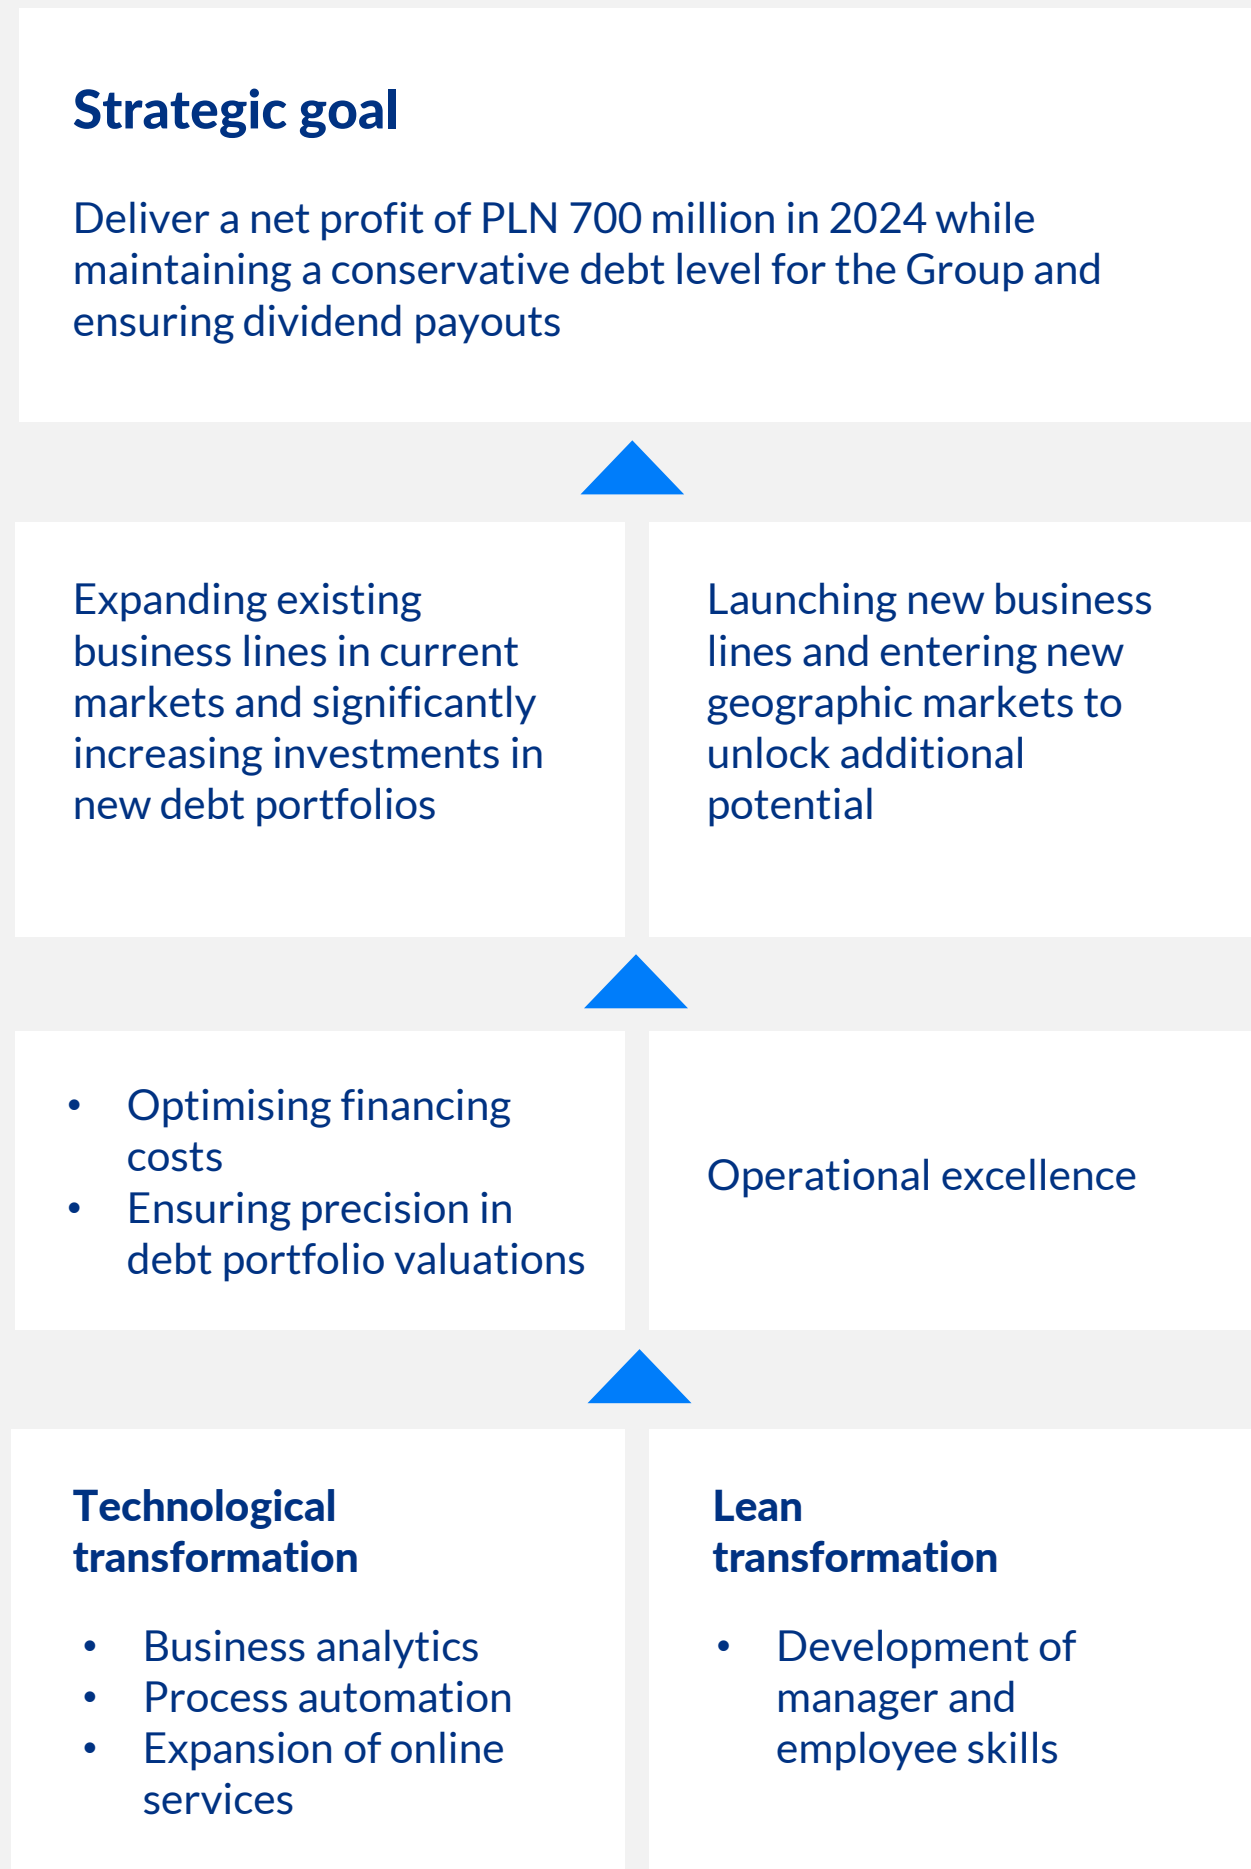 Strategic goal
Deliver a net profit of PLN 700 million in 2024 while
maintaining a conservative debt level for the Group and
ensuring dividend payouts
Expanding existing
business lines in current
markets and significantly
increasing investments in
new debt portfolios
Launching new business
lines and entering new
geographic markets to
unlock additional
potential
• Optimising financing
costs
• Ensuring precision in
debt portfolio valuations
Operational excellence
Technological
transformation
• Business analytics
• Process automation
• Expansion of online
services
Lean
transformation
• Development of
manager and
employee skills